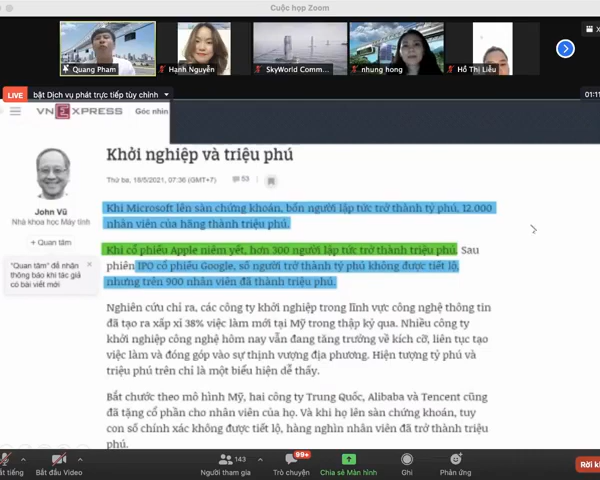 Cuộc họp Zoom
Quang Pham
Hạnh Nguyễn
SkyWorld Comm...
nhung hong
Hồ Thị Liễu
LIVE
bật Dịch vụ phát trực tiếp tùy chỉnh
01:11
VNEXPRESS
Góc nhìn
Khởi nghiệp và triệu phú
Thứ ba, 18/5/2021, 07:36 (GMT+7)
53
John Vũ
Nhà khoa học Máy tính
+ Quan tâm
"Quan tâm" để nhận
thông báo khi tác giả
có bài viết mới
Khi Microsoft lên sàn chứng khoán, bốn người lập tức trở thành tỷ phú, 12.000
nhân viên của hãng thành triệu phú.
Khi cổ phiếu Apple niêm yết, hơn 300 người lập tức trở thành triệu phú. Sau
phiên IPO cổ phiếu Google, số người trở thành tỷ phú không được tiết lộ,
nhưng trên 900 nhân viên đã thành triệu phú.
Nghiên cứu chỉ ra, các công ty khởi nghiệp trong lĩnh vực công nghệ thông tin
đã tạo ra xấp xỉ 38% việc làm mới tại Mỹ trong thập kỷ qua. Nhiều công ty
khởi nghiệp công nghệ hôm nay vẫn đang tăng trưởng về kích cỡ, liên tục tạo
việc làm và đóng góp vào sự thịnh vượng địa phương. Hiện tượng tỷ phú và
triệu phú trên chỉ là một biểu hiện dễ thấy.
Bắt chước theo mô hình Mỹ, hai công ty Trung Quốc, Alibaba và Tencent cũng
đã tặng cổ phần cho nhân viên của họ. Và khi họ lên sàn chứng khoán, tuy
con số chính xác không được tiết lộ, hàng nghìn nhân viên đã trở thành triệu
phú.
tắt tiếng
Bắt đầu Video
143
Người tham gia
99+
Trò chuyện
Chia sẻ Màn hình
Ghi
Phản ứng
Rời k